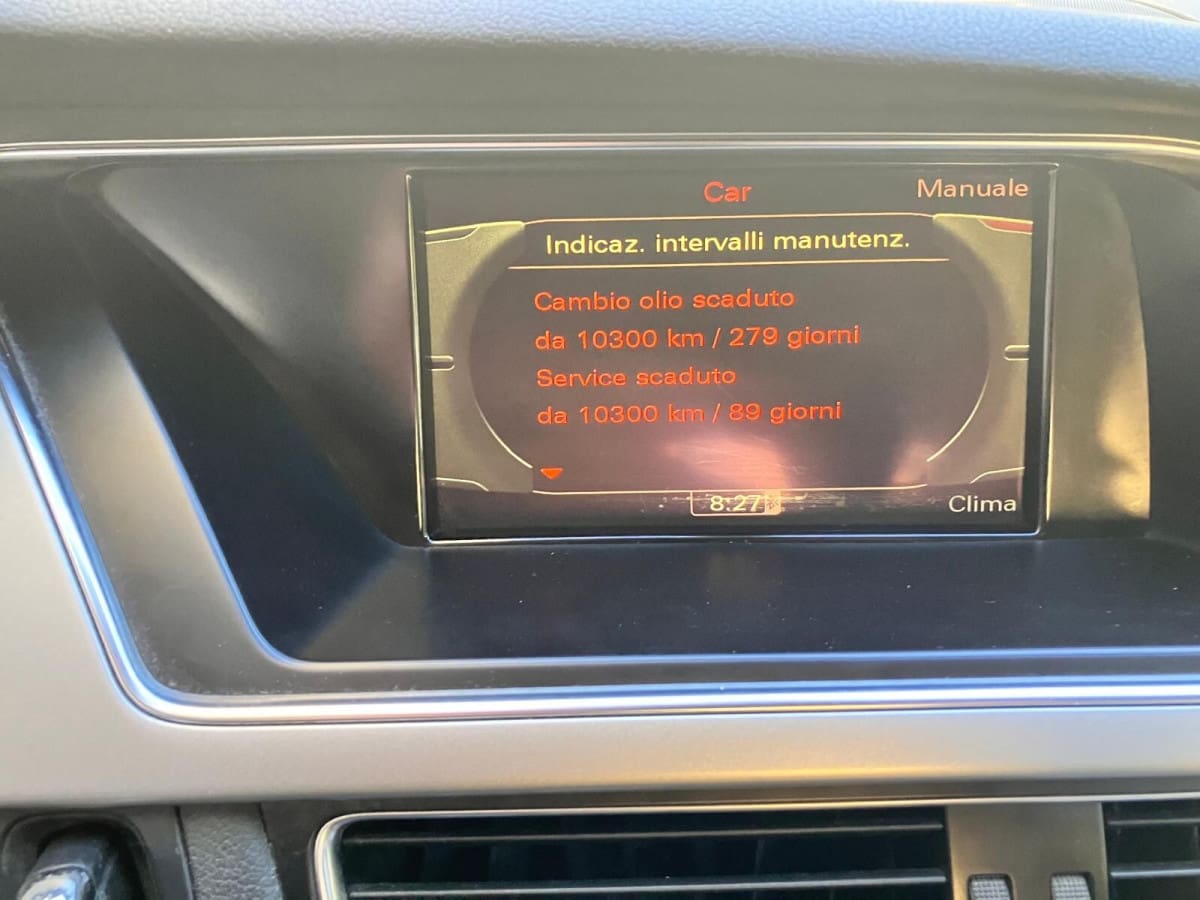 Car
Manuale
Indicaz. intervalli manutenz.
Cambio olio scaduto
da 10300 km / 279 giorni
Service scaduto
da 10300 km / 89 giorni
8:27
Clima